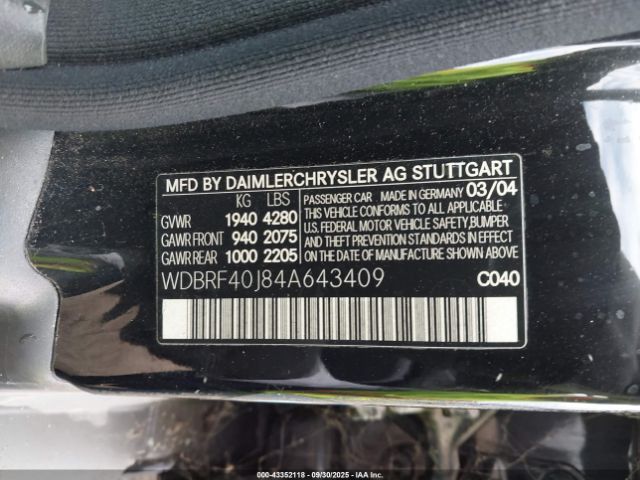 MFD BY DAIMLERCHRYSLER AG STUTTGART
KG LBS
GVWR 1940 4280
GAWR FRONT 940 2075
GAWR REAR 1000 2205
PASSENGER CAR MADE IN GERMANY 03/04
THIS VEHICLE CONFORMS TO ALL APPLICABLE
U.S. FEDERAL MOTOR VEHICLE SAFETY, BUMPER
AND THEFT PREVENTION STANDARDS IN EFFECT
ON THE DATE OF MANUFACTURE SHOWN ABOVE
WDBRF40J84A643409 C040
000-43352118 - 09/30/2025 - Copyright IAA, Inc.